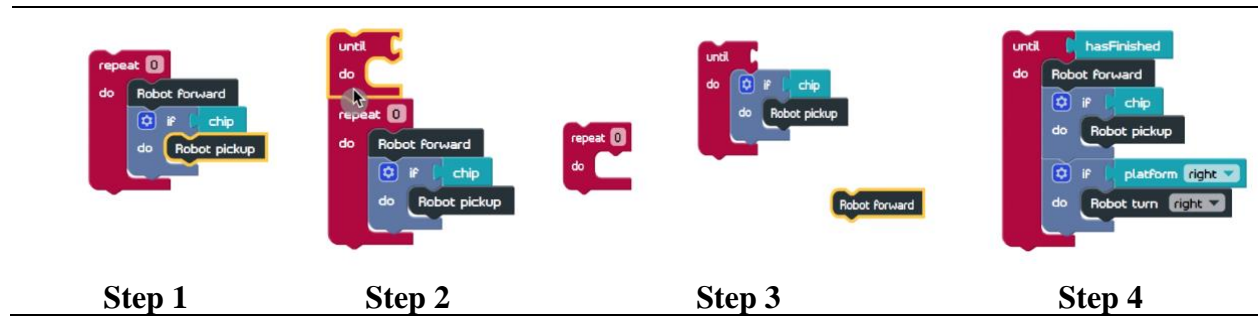 repeat 0
do Robot forward
if chip
do Robot pickup
until
do
repeat 0
do Robot forward
if chip
do Robot pickup
repeat 0
do
until
do if chip
do Robot pickup
Robot forward
until hasFinished
do Robot forward
if chip
do Robot pickup
if platform right
do Robot turn right
Step 1 Step 2 Step 3 Step 4